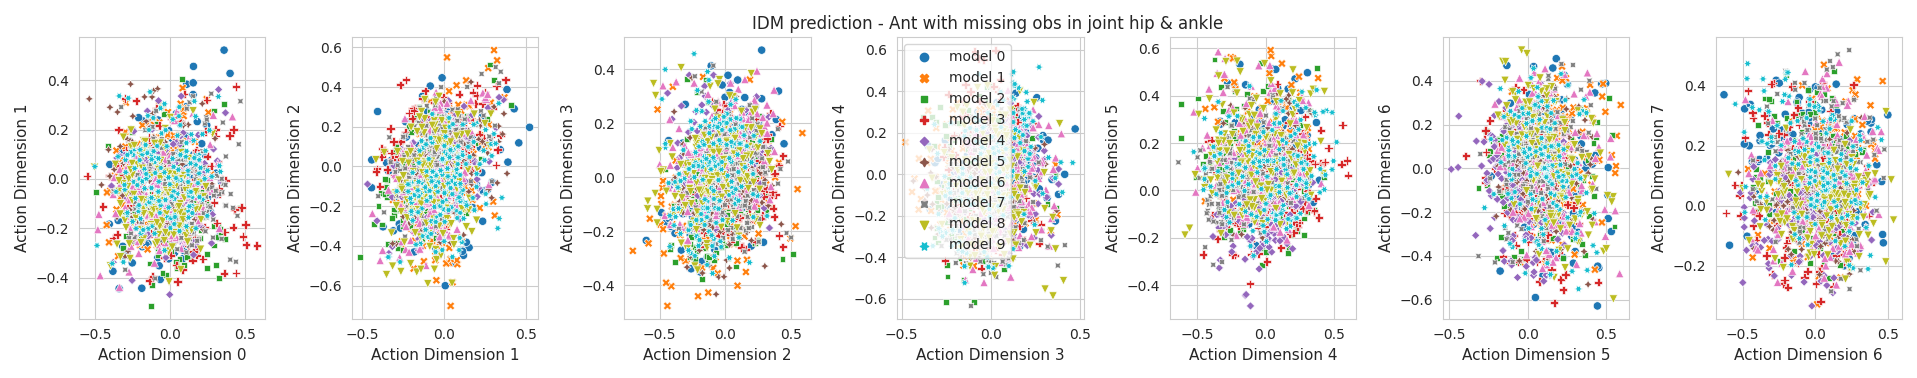 IDM prediction - Ant with missing obs in joint hip & ankle
Action Dimension 1
0.4
0.2
0.0
−0.2
−0.4
−0.5 0.0 0.5
Action Dimension 0
Action Dimension 2
0.6
0.4
0.2
0.0
−0.2
−0.4
−0.6
−0.5 0.0 0.5
Action Dimension 1
Action Dimension 3
0.4
0.2
0.0
−0.2
−0.4
−0.5 0.0 0.5
Action Dimension 2
Action Dimension 4
0.6
0.4
0.2
0.0
−0.2
−0.4
−0.6
model 0
model 1
model 2
model 3
model 4
model 5
model 6
model 7
model 8
model 9
−0.5 0.0 0.5
Action Dimension 3
Action Dimension 5
0.6
0.4
0.2
0.0
−0.2
−0.4
−0.5 0.0 0.5
Action Dimension 4
Action Dimension 6
0.4
0.2
0.0
−0.2
−0.4
−0.6
−0.5 0.0 0.5
Action Dimension 5
Action Dimension 7
0.4
0.2
0.0
−0.2
−0.5 0.0 0.5
Action Dimension 6